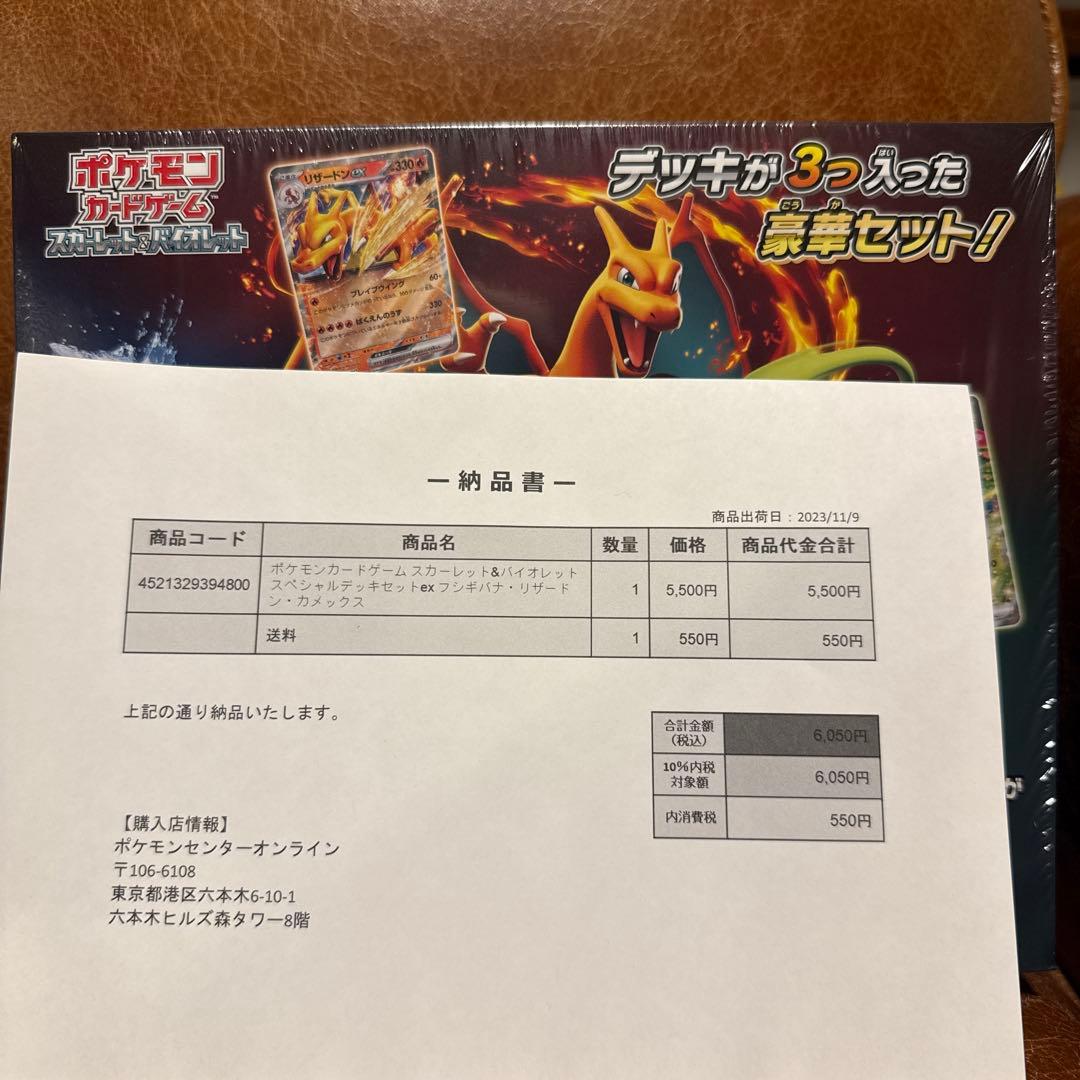 ポケモン
カードゲーム
スカーレット&バイオレット
リザードンex
330
ブレイブウイング
60+
ばくえんのうず
330
デッキが3つ入った
豪華セット!
ー納品書ー
商品出荷日：2023/11/9
商品コード 商品名 数量 価格 商品代金合計
4521329394800 ポケモンカードゲーム スカーレット&バイオレット
スペシャルデッキセットex フシギバナ・リザード
ン・カメックス
1 5,500円 5,500円
送料 1 550円 550円
上記の通り納品いたします。
合計金額
(税込)
6,050円
10%内税
対象額
6,050円
内消費税 550円
【購入店情報】
ポケモンセンターオンライン
〒106-6108
東京都港区六本木6-10-1
六本木ヒルズ森タワー8階
が